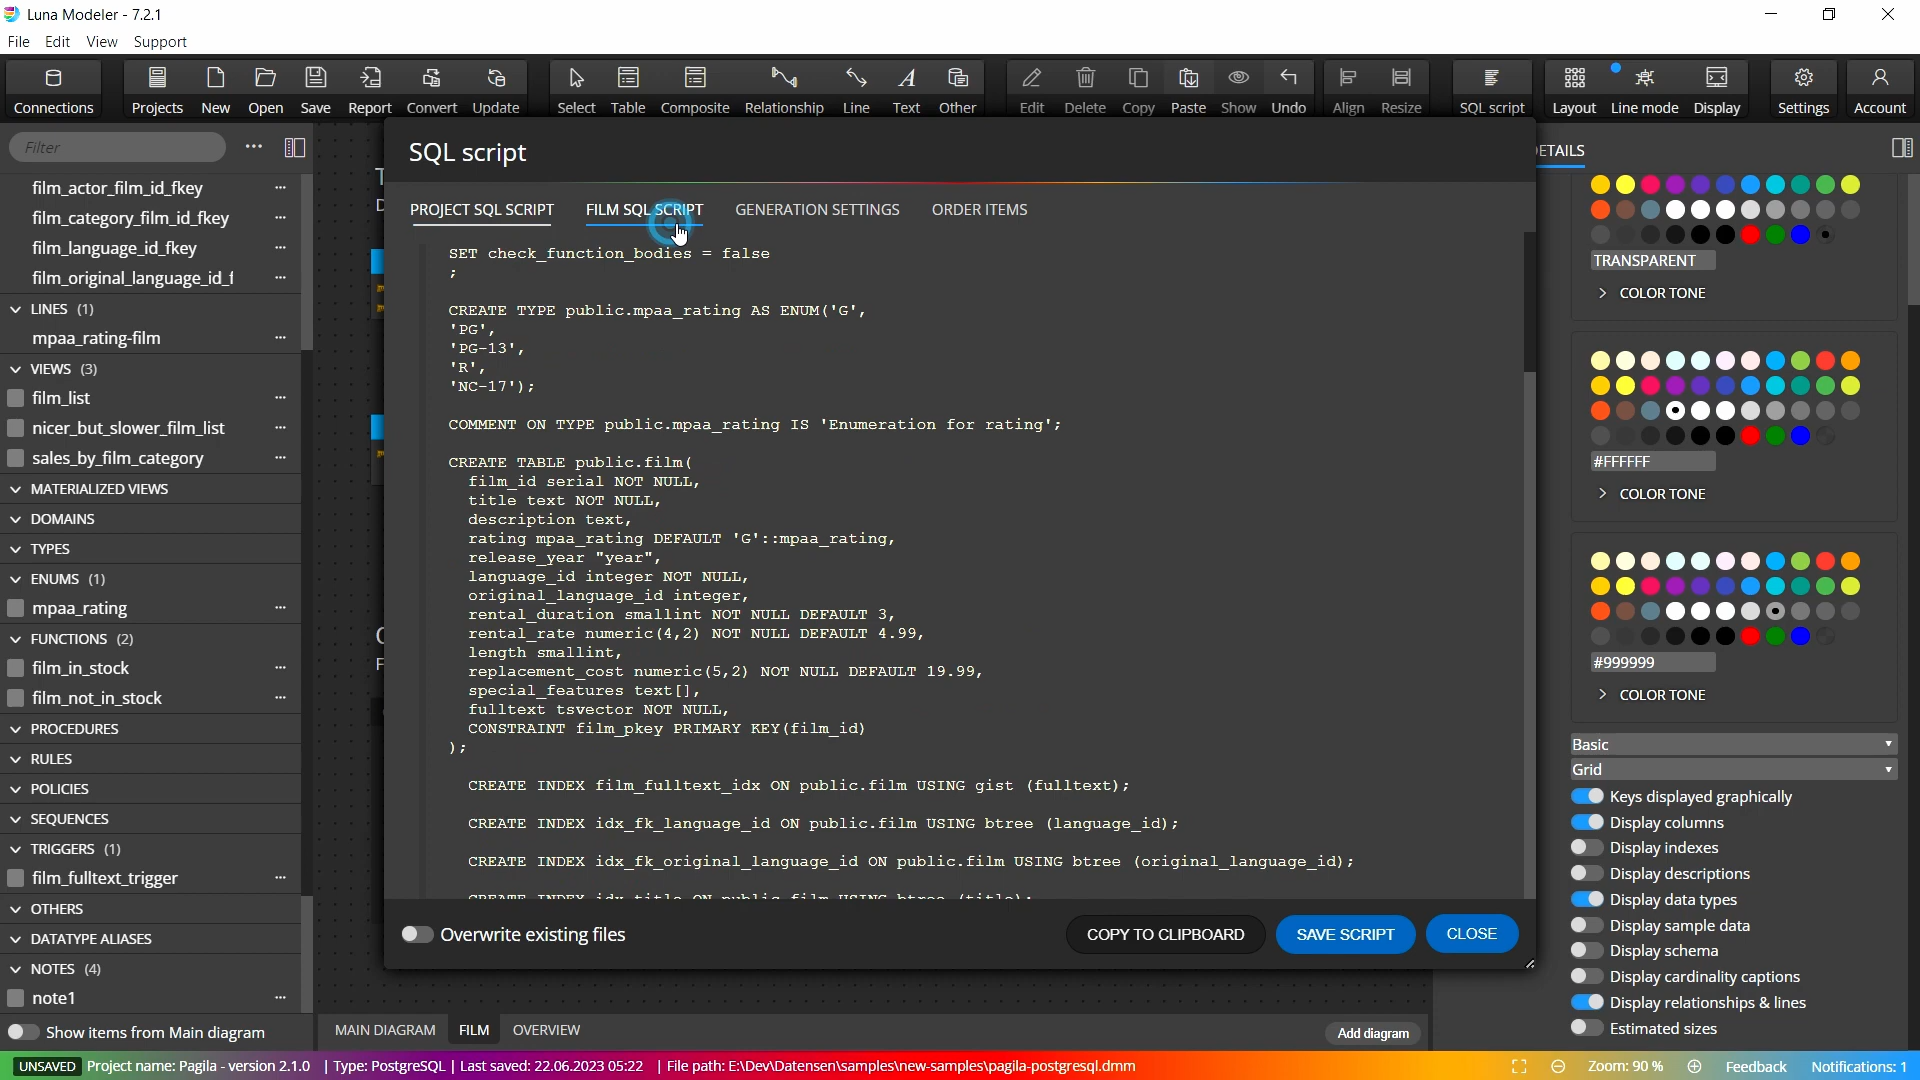 Luna Modeler - 7.2.1
File Edit View Support
Connections Projects New Open Save Report Convert Update Select Table Composite Relationship Line Text Other Edit Delete Copy Paste Show Undo Align Resize SQL script Layout Line mode Display Settings Account
Filter
film_actor_film_id_fkey
film_category_film_id_fkey
film_language_id_fkey
film_original_language_id_f
LINES (1)
mpaa_rating-film
VIEWS (3)
film_list
nicer_but_slower_film_list
sales_by_film_category
MATERIALIZED VIEWS
DOMAINS
TYPES
ENUMS (1)
mpaa_rating
FUNCTIONS (2)
film_in_stock
film_not_in_stock
PROCEDURES
RULES
POLICIES
SEQUENCES
TRIGGERS (1)
film_fulltext_trigger
OTHERS
DATATYPE ALIASES
NOTES (4)
note1
Show items from Main diagram
SQL script
PROJECT SQL SCRIPT FILM SQL SCRIPT GENERATION SETTINGS ORDER ITEMS
SET check_function_bodies = false
;
CREATE TYPE public.mpaa_rating AS ENUM('G',
'PG',
'PG-13',
'R',
'NC-17');
COMMENT ON TYPE public.mpaa_rating IS 'Enumeration for rating';
CREATE TABLE public.film(
film_id serial NOT NULL,
title text NOT NULL,
description text,
rating mpaa_rating DEFAULT 'G'::mpaa_rating,
release_year "year",
language_id integer NOT NULL,
original_language_id integer,
rental_duration smallint NOT NULL DEFAULT 3,
rental_rate numeric(4,2) NOT NULL DEFAULT 4.99,
length smallint,
replacement_cost numeric(5,2) NOT NULL DEFAULT 19.99,
special_features text[],
fulltext tsvector NOT NULL,
CONSTRAINT film_pkey PRIMARY KEY(film_id)
);
CREATE INDEX film_fulltext_idx ON public.film USING gist (fulltext);
CREATE INDEX idx_fk_language_id ON public.film USING btree (language_id);
CREATE INDEX idx_fk_original_language_id ON public.film USING btree (original_language_id);
CREATE INDEX idx_title ON public.film USING btree (title);
Overwrite existing files
COPY TO CLIPBOARD SAVE SCRIPT CLOSE
MAIN DIAGRAM FILM OVERVIEW Add diagram
ETAILS
TRANSPARENT
COLOR TONE
#FFFFFF
COLOR TONE
#999999
COLOR TONE
Basic
Grid
Keys displayed graphically
Display columns
Display indexes
Display descriptions
Display data types
Display sample data
Display schema
Display cardinality captions
Display relationships & lines
Estimated sizes
UNSAVED Project name: Pagila - version 2.1.0 | Type: PostgreSQL | Last saved: 22.06.2023 05:22 | File path: E:\Dev\Datensen\samples\new-samples\pagila-postgresql.dmm Zoom: 90 % Feedback Notifications: 1